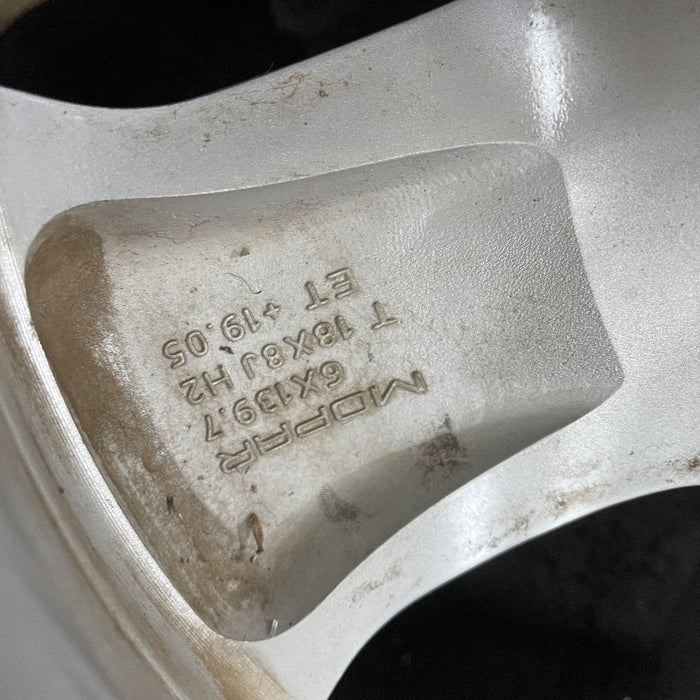 MOPAR
6X139.7
T 18X8J H2
ET +19.05